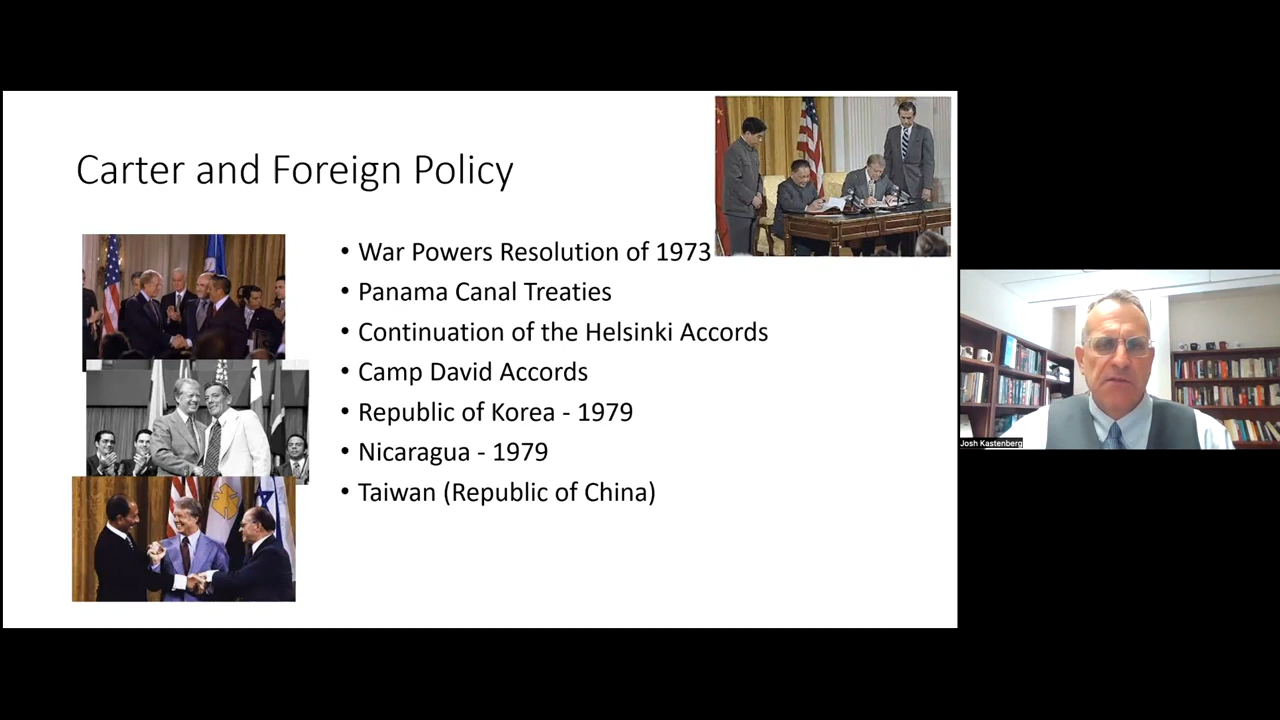 Carter and Foreign Policy
• War Powers Resolution of 1973
• Panama Canal Treaties
• Continuation of the Helsinki Accords
• Camp David Accords
• Republic of Korea - 1979
• Nicaragua - 1979
• Taiwan (Republic of China)
Josh Kastenberg